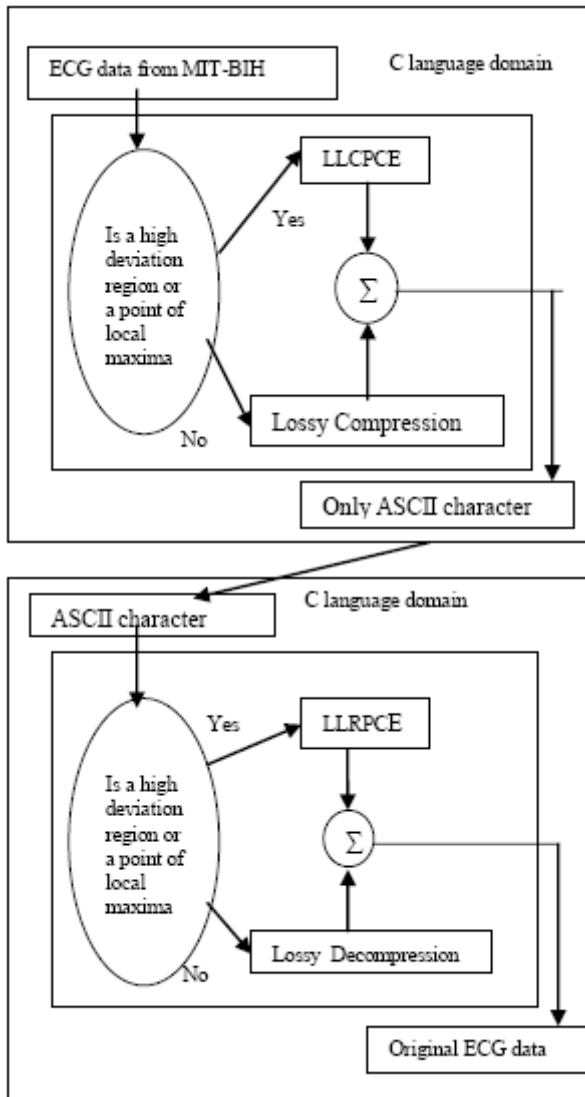 ECG data from MIT-BIH
C language domain
LLCPCE
Yes
Is a high
deviation
region or
a point of
local
maxima
∑
No
Lossy Compression
Only ASCII character
C language domain
ASCII character
Yes
LLRPCE
Is a high
deviation
region or
a point of
local
maxima
∑
No
Lossy Decompression
Original ECG data